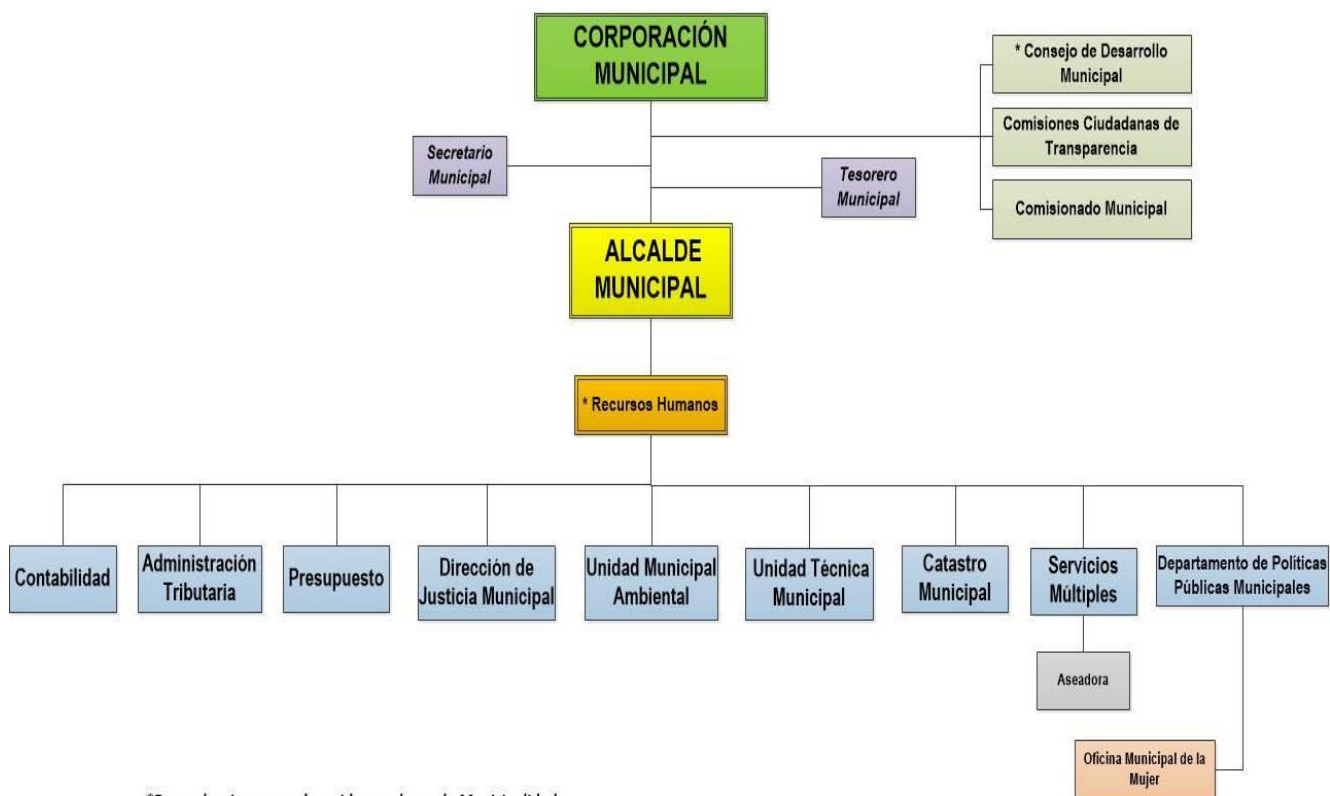 CORPORACIÓN
MUNICIPAL
* Consejo de Desarrollo
Municipal
Comisiones Ciudadanas de
Transparencia
Comisionado Municipal
Secretario
Municipal
Tesorero
Municipal
ALCALDE
MUNICIPAL
* Recursos Humanos
Contabilidad
Administración
Tributaria
Presupuesto
Dirección de
Justicia Municipal
Unidad Municipal
Ambiental
Unidad Técnica
Municipal
Catastro
Municipal
Servicios
Múltiples
Departamento de Políticas
Públicas Municipales
Aseadora
Oficina Municipal de la
Mujer